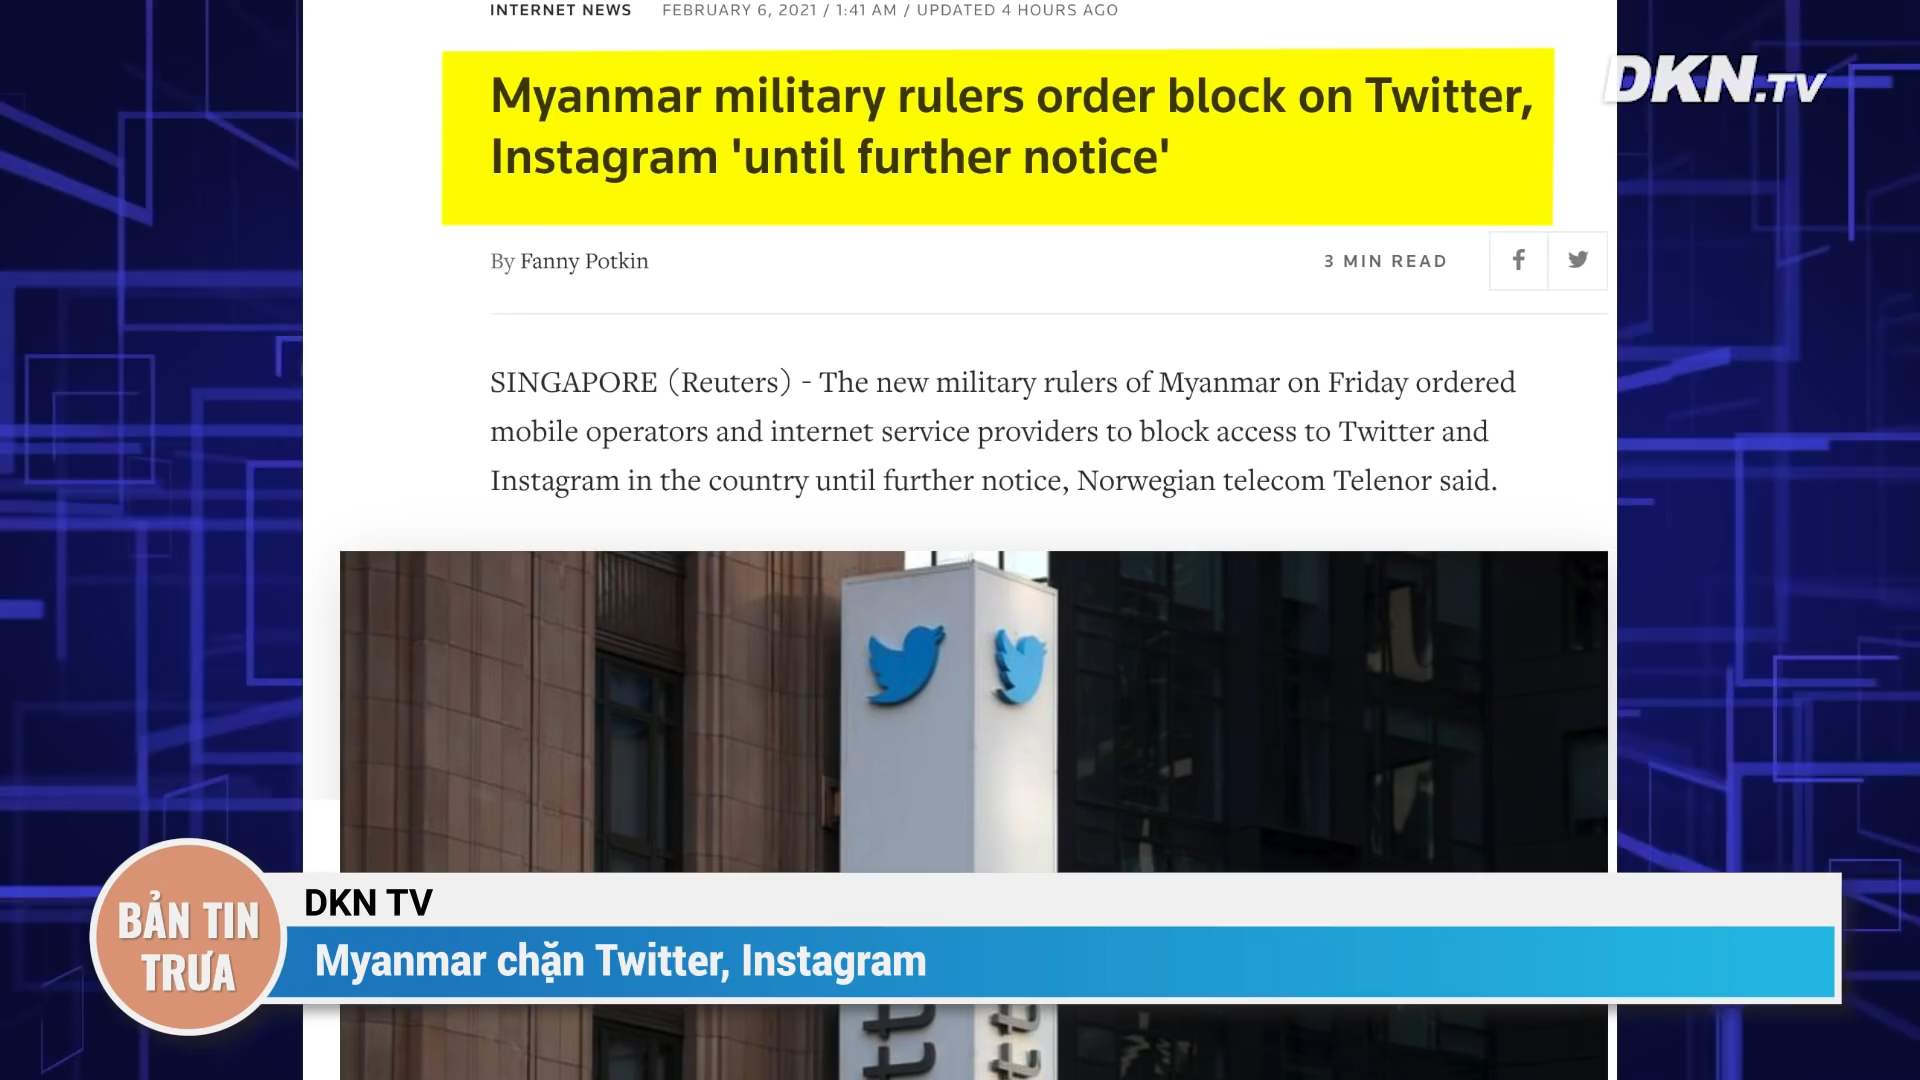 INTERNET NEWS FEBRUARY 6, 2021 / 1:41 AM / UPDATED 4 HOURS AGO
Myanmar military rulers order block on Twitter,
Instagram 'until further notice'
DKN.TV
By Fanny Potkin 3 MIN READ
SINGAPORE (Reuters) - The new military rulers of Myanmar on Friday ordered
mobile operators and internet service providers to block access to Twitter and
Instagram in the country until further notice, Norwegian telecom Telenor said.
BẢN TIN
TRƯA
DKN TV
Myanmar chặn Twitter, Instagram